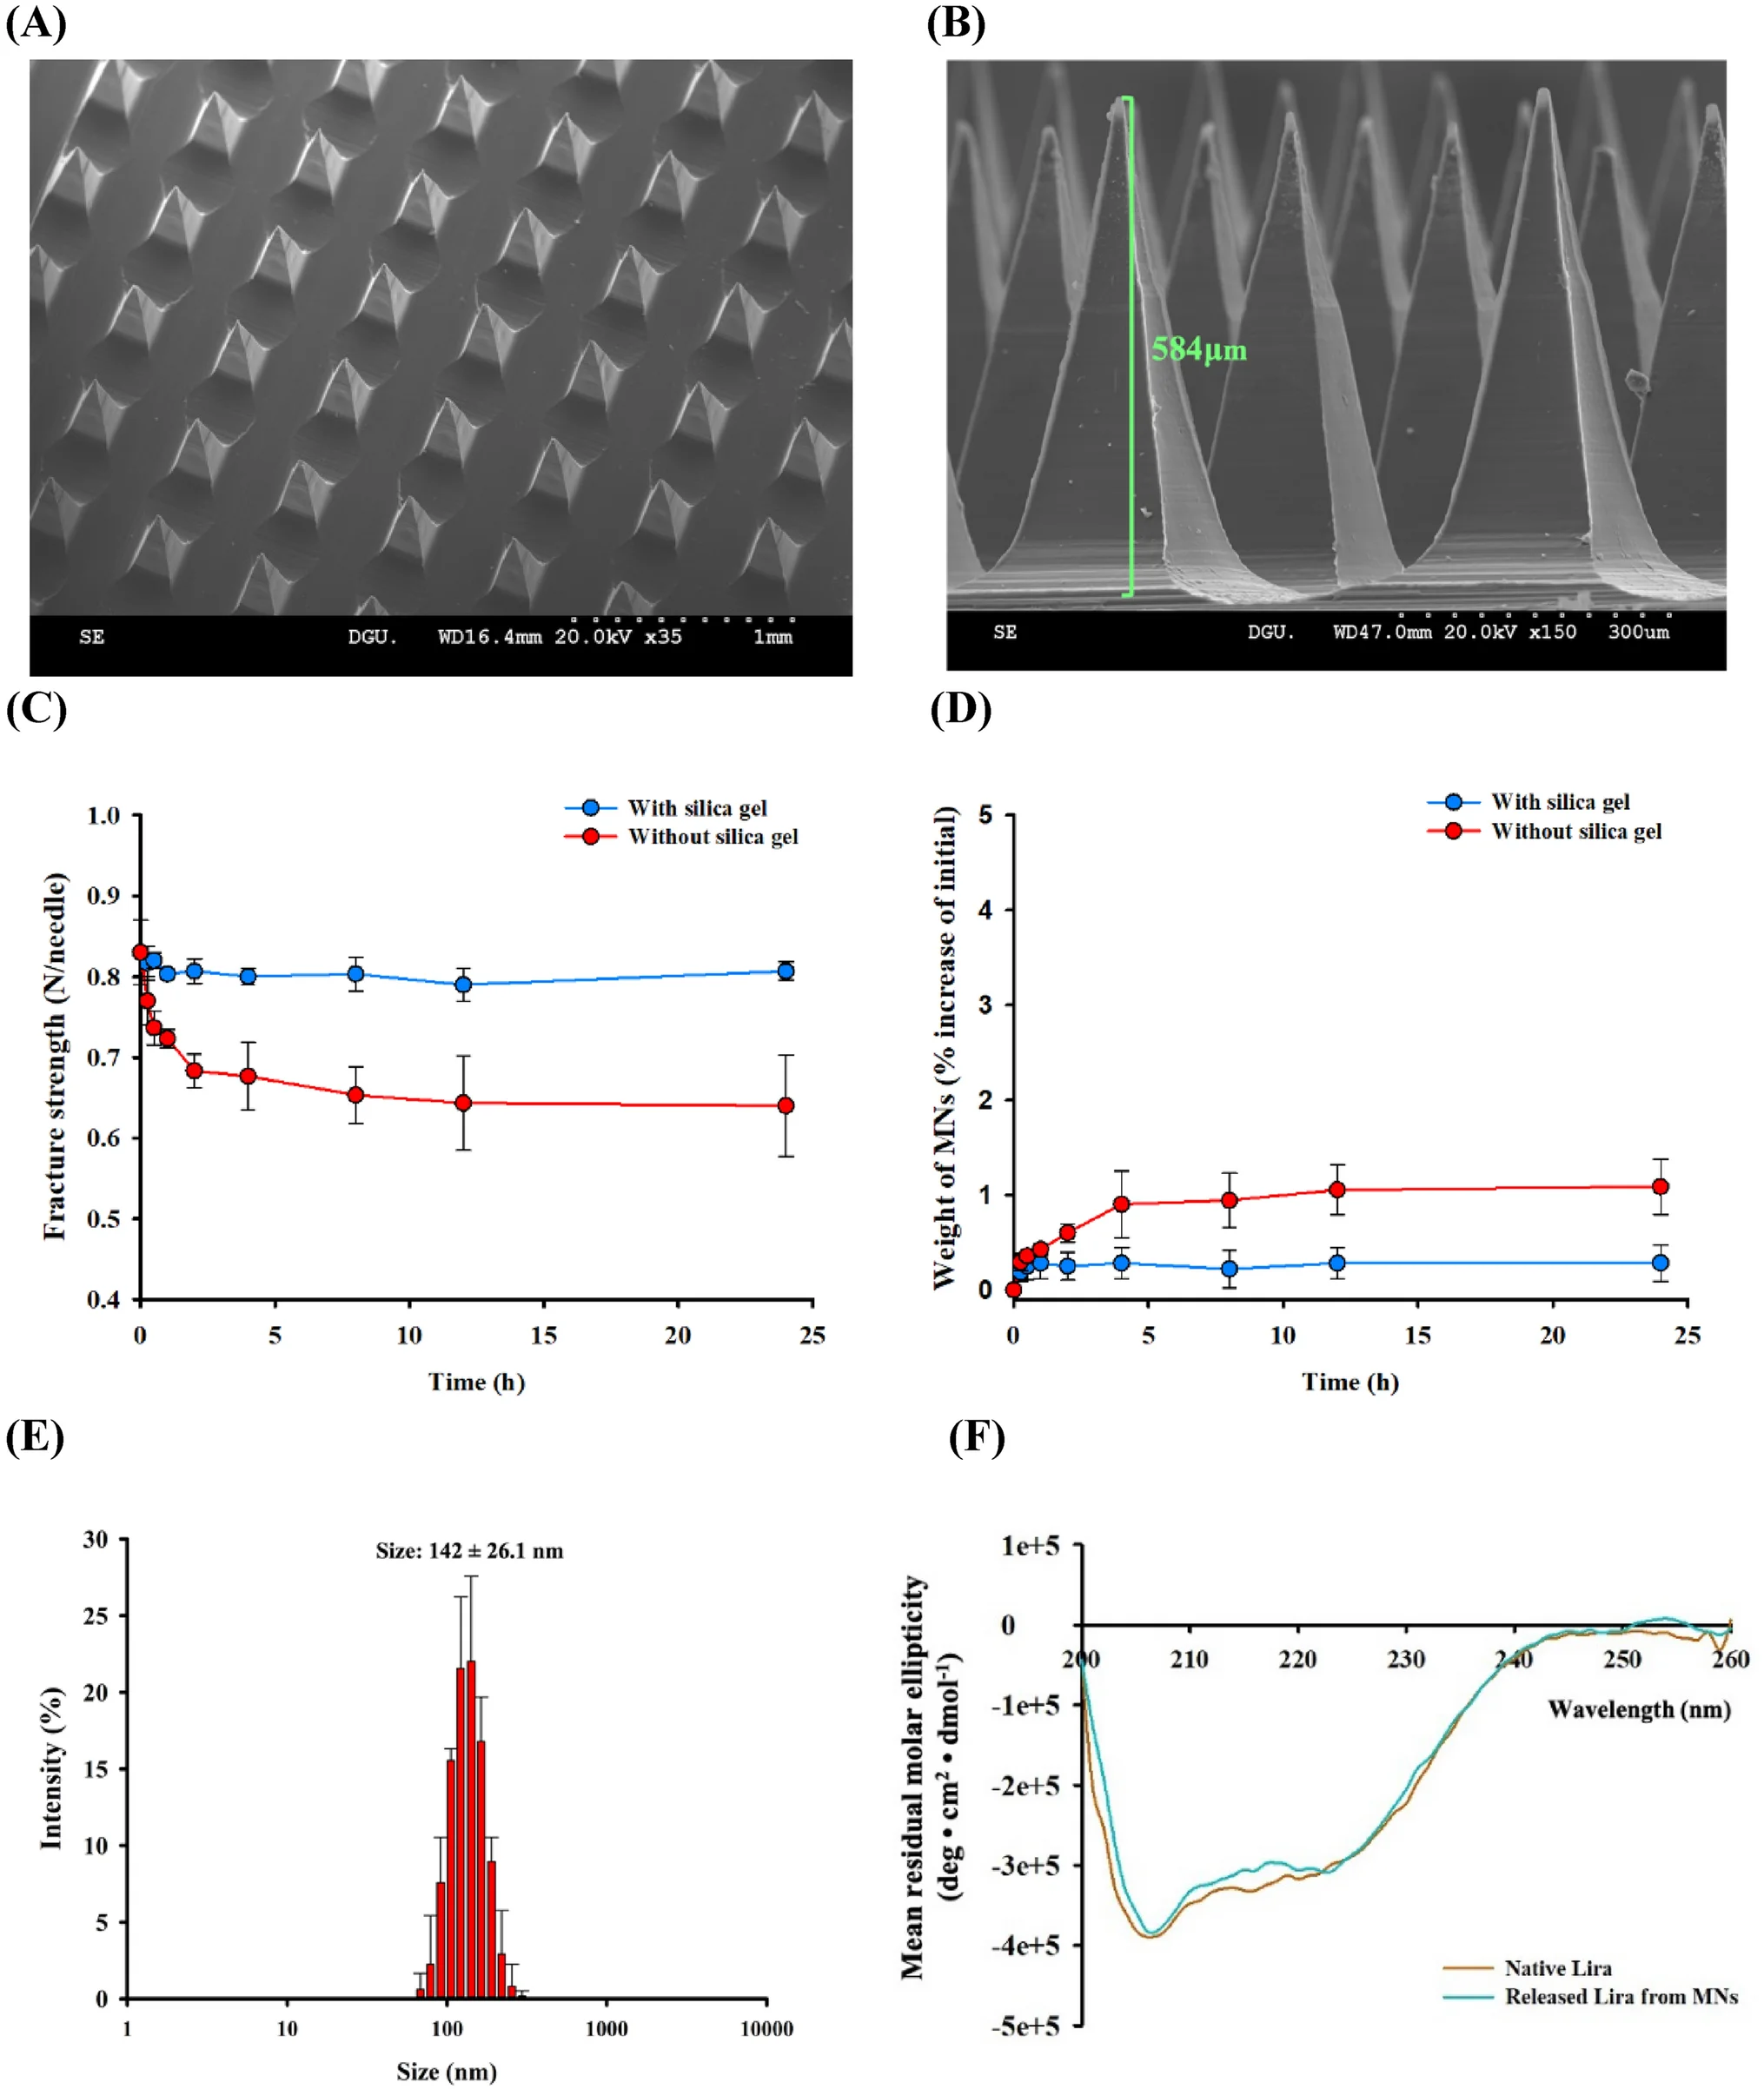 (A)
(B)
584µm
SE DGU. WD16.4mm 20.0kV x35 1mm
SE DGU. WD47.0mm 20.0kV x150 300um
(C)
(D)
With silica gel
Without silica gel
1.0
0.9
0.8
0.7
0.6
0.5
0.4
0 5 10 15 20 25
Fracture strength (N/needle)
Time (h)
With silica gel
Without silica gel
5
4
3
2
1
0
0 5 10 15 20 25
Weight of MNs (% increase of initial)
Time (h)
(E)
(F)
Size: 142 ± 26.1 nm
30
25
20
15
10
5
0
1 10 100 1000 10000
Intensity (%)
Size (nm)
1e+5
0
-1e+5
-2e+5
-3e+5
-4e+5
-5e+5
200 210 220 230 240 250 260
Wavelength (nm)
Mean residual molar ellipticity
(deg • cm² • dmol⁻¹)
Native Lira
Released Lira from MNs